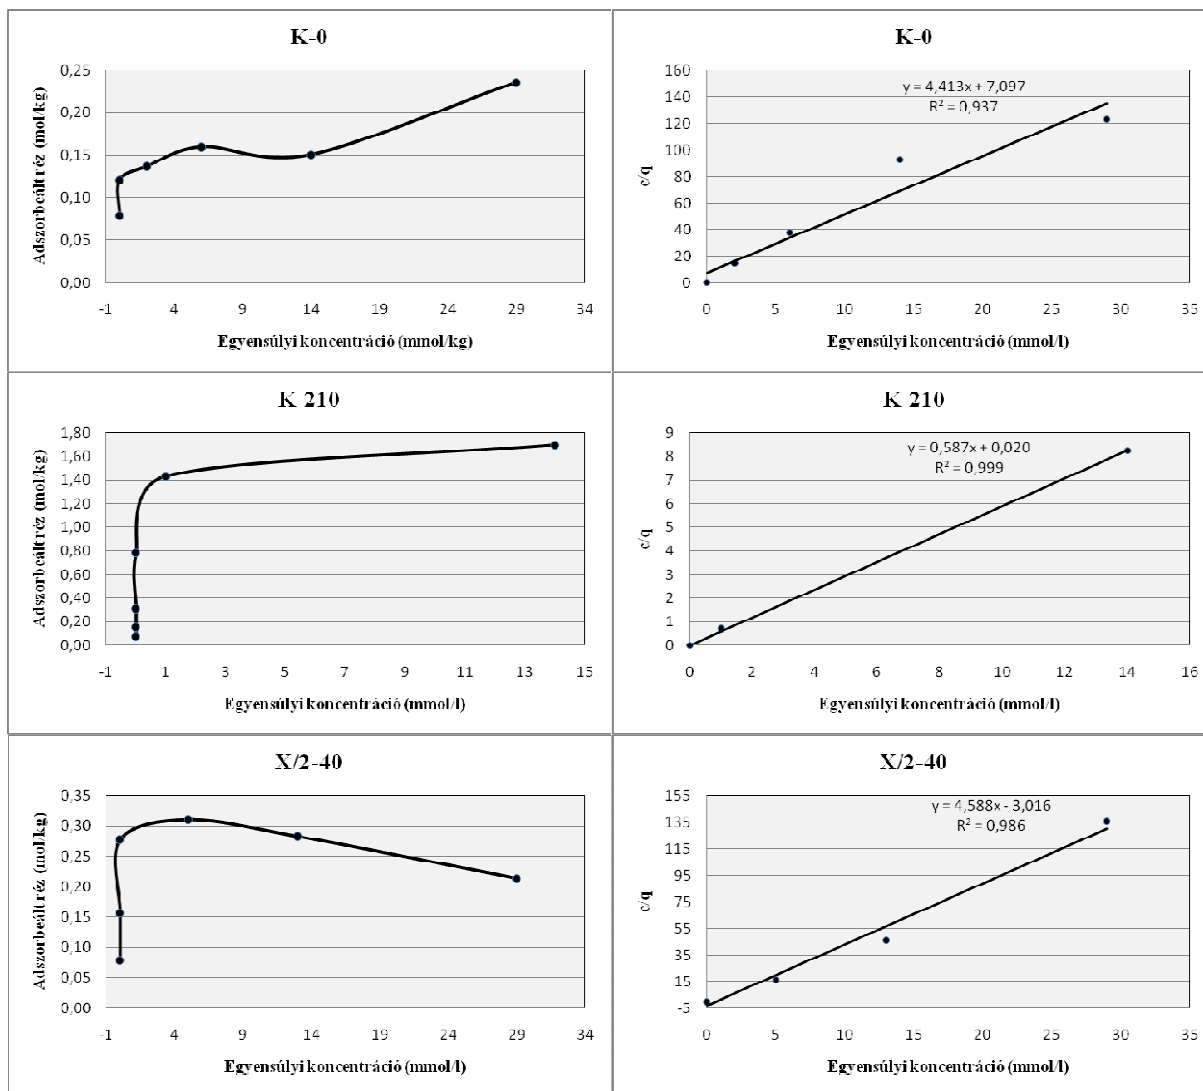 K-0
0,25
0,20
0,15
0,10
0,05
0,00
Adszorbeált réz (mol/kg)
-1 4 9 14 19 24 29 34
Egyensúlyi koncentráció (mmol/kg)
K-0
y = 4,413x + 7,097
R² = 0,937
160
140
120
100
80
60
40
20
0
c/q
0 5 10 15 20 25 30 35
Egyensúlyi koncentráció (mmol/l)
K 210
1,80
1,60
1,40
1,20
1,00
0,80
0,60
0,40
0,20
0,00
Adszorbeált réz (mol/kg)
-1 1 3 5 7 9 11 13 15
Egyensúlyi koncentráció (mmol/l)
K 210
y = 0,587x + 0,020
R² = 0,999
9
8
7
6
5
4
3
2
1
0
c/q
0 2 4 6 8 10 12 14 16
Egyensúlyi koncentráció (mmol/l)
X/2-40
0,35
0,30
0,25
0,20
0,15
0,10
0,05
0,00
Adszorbeált réz (mol/kg)
-1 4 9 14 19 24 29 34
Egyensúlyi koncentráció (mmol/l)
X/2-40
y = 4,588x - 3,016
R² = 0,986
155
135
115
95
75
55
35
15
-5
c/q
0 5 10 15 20 25 30 35
Egyensúlyi koncentráció (mmol/l)